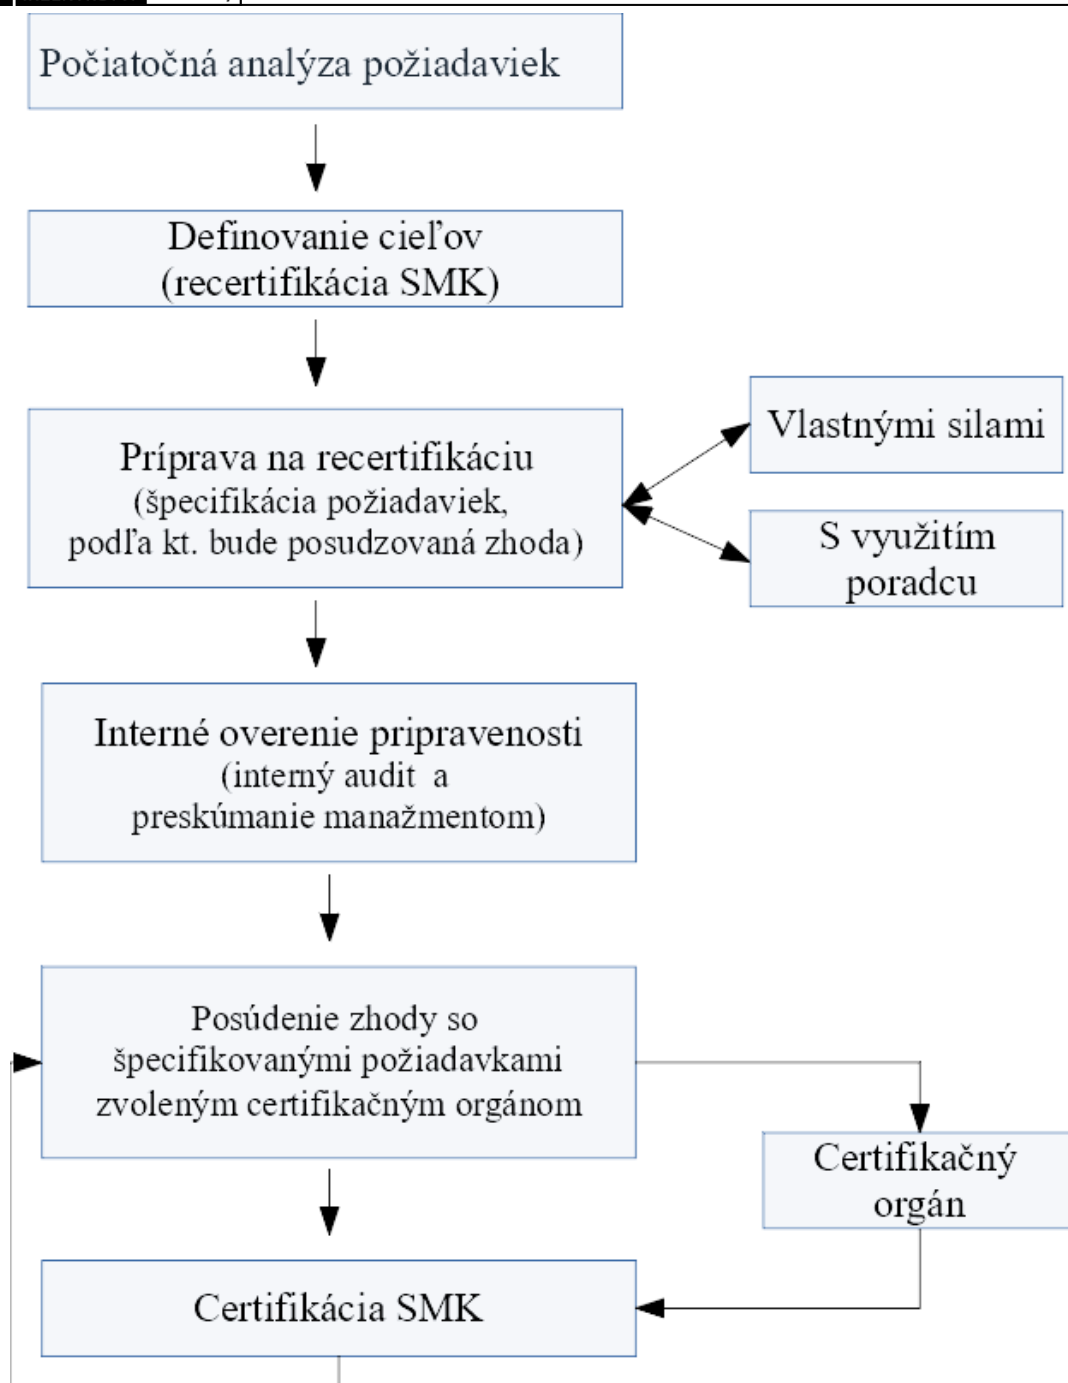 Počiatočná analýza požiadaviek
Definovanie cieľov
(recertifikácia SMK)
Príprava na recertifikáciu
(špecifikácia požiadaviek,
podľa kt. bude posudzovaná zhoda)
Vlastnými silami
S využitím
poradcu
Interné overenie pripravenosti
(interný audit a
preskúmanie manažmentom)
Posúdenie zhody so
špecifikovanými požiadavkami
zvoleným certifikačným orgánom
Certifikačný
orgán
Certifikácia SMK